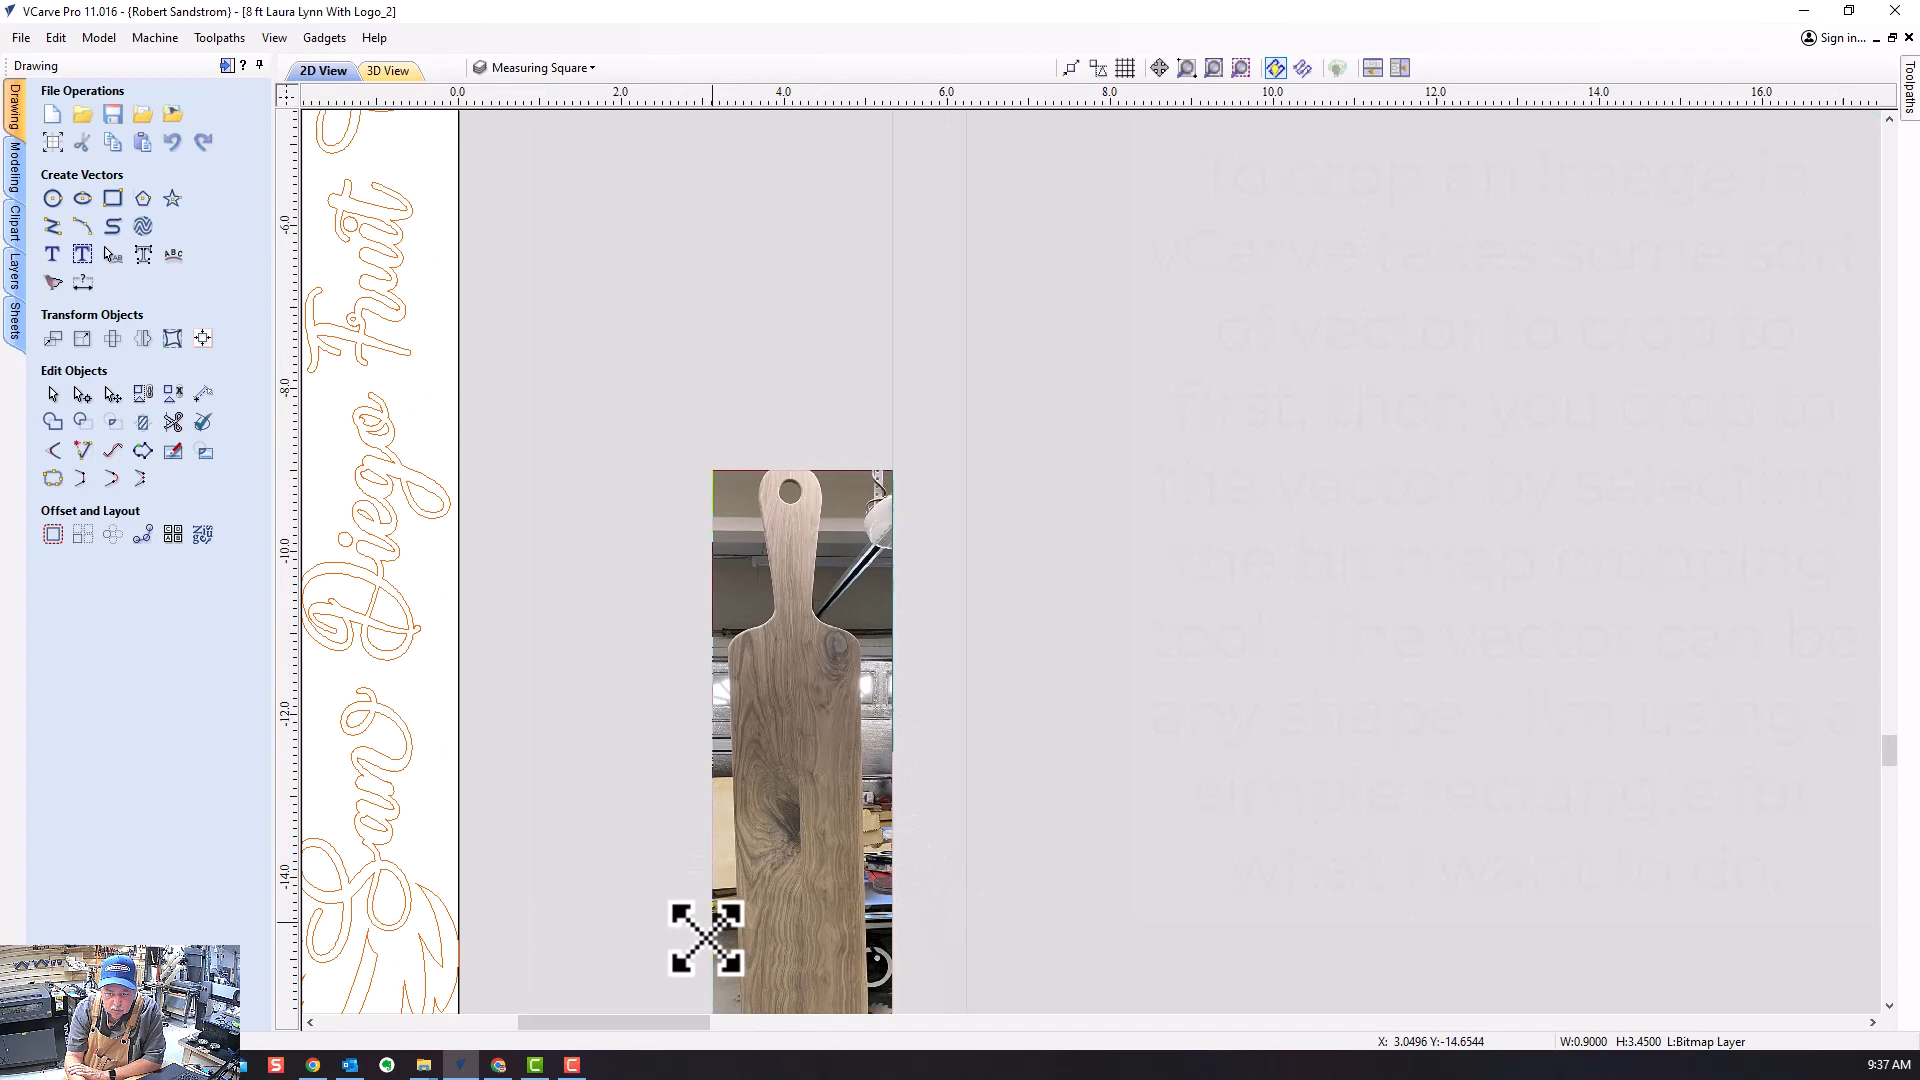 VCarve Pro 11.016 - {Robert Sandstrom} - [8 ft Laura Lynn With Logo_2]
File Edit Model Machine Toolpaths View Gadgets Help
Sign in...
Drawing
2D View 3D View Measuring Square
File Operations
0.0 2.0 4.0 6.0 8.0 10.0 12.0 14.0 16.0
Drawing
Modeling
Clipart
Layers
Sheets
Toolpaths
Create Vectors
Transform Objects
Edit Objects
Offset and Layout
-6.0
-8.0
-10.0
-12.0
-14.0
San Diego Fruit
To crop an image in
vCarve takes some sort
of vector to crop to
first, then you crop to
the vector by selecting
the bit map cropping
tool. The vector can be
any shape. I'm using a
simple rectangle for
what I want to do.
X: 3.0496 Y:-14.6544
W:0.9000 H:3.4500 L:Bitmap Layer
9:37 AM